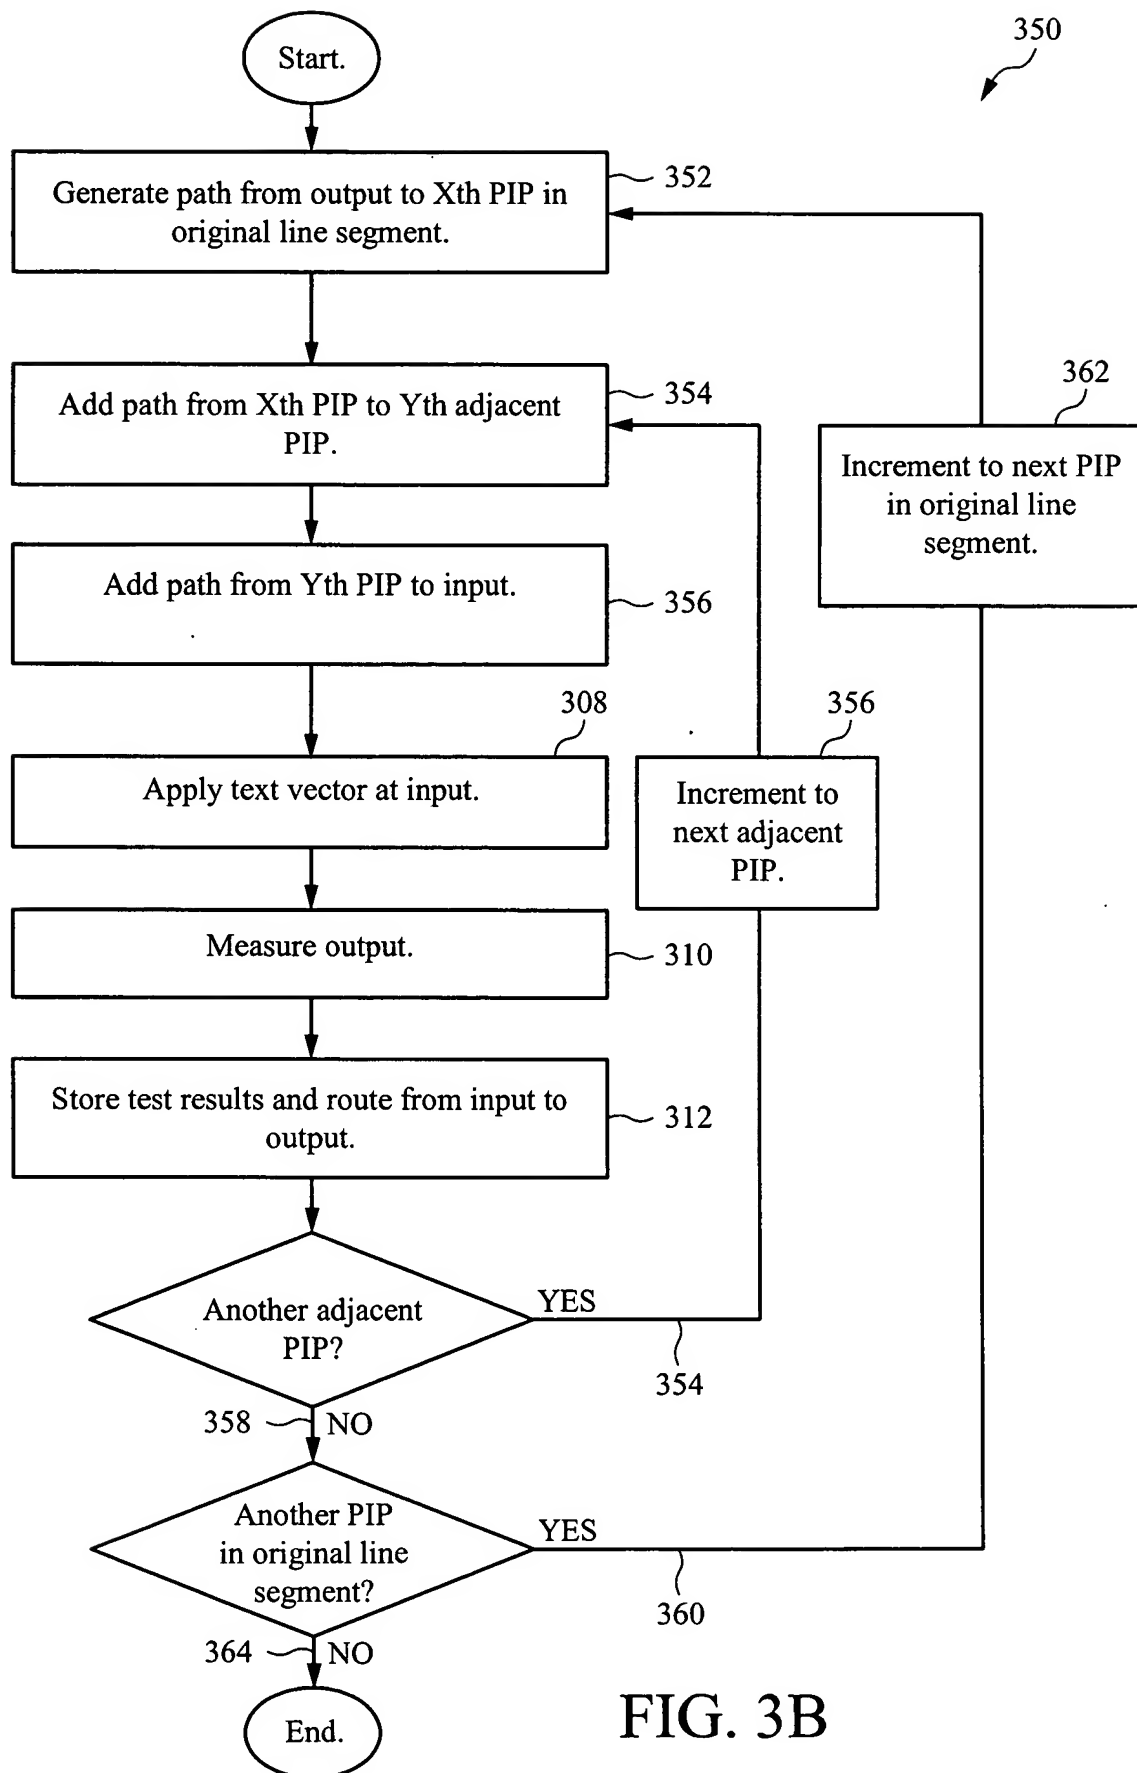 350
Start.
352
Generate path from output to Xth PIP in
original line segment.
354
Add path from Xth PIP to Yth adjacent
PIP.
362
Increment to next PIP
in original line
segment.
Add path from Yth PIP to input.
356
308
Apply text vector at input.
356
Increment to
next adjacent
PIP.
Measure output.
310
Store test results and route from input to
output.
312
Another adjacent
PIP?
YES
354
358
NO
Another PIP
in original line
segment?
YES
360
364
NO
End.
FIG. 3B